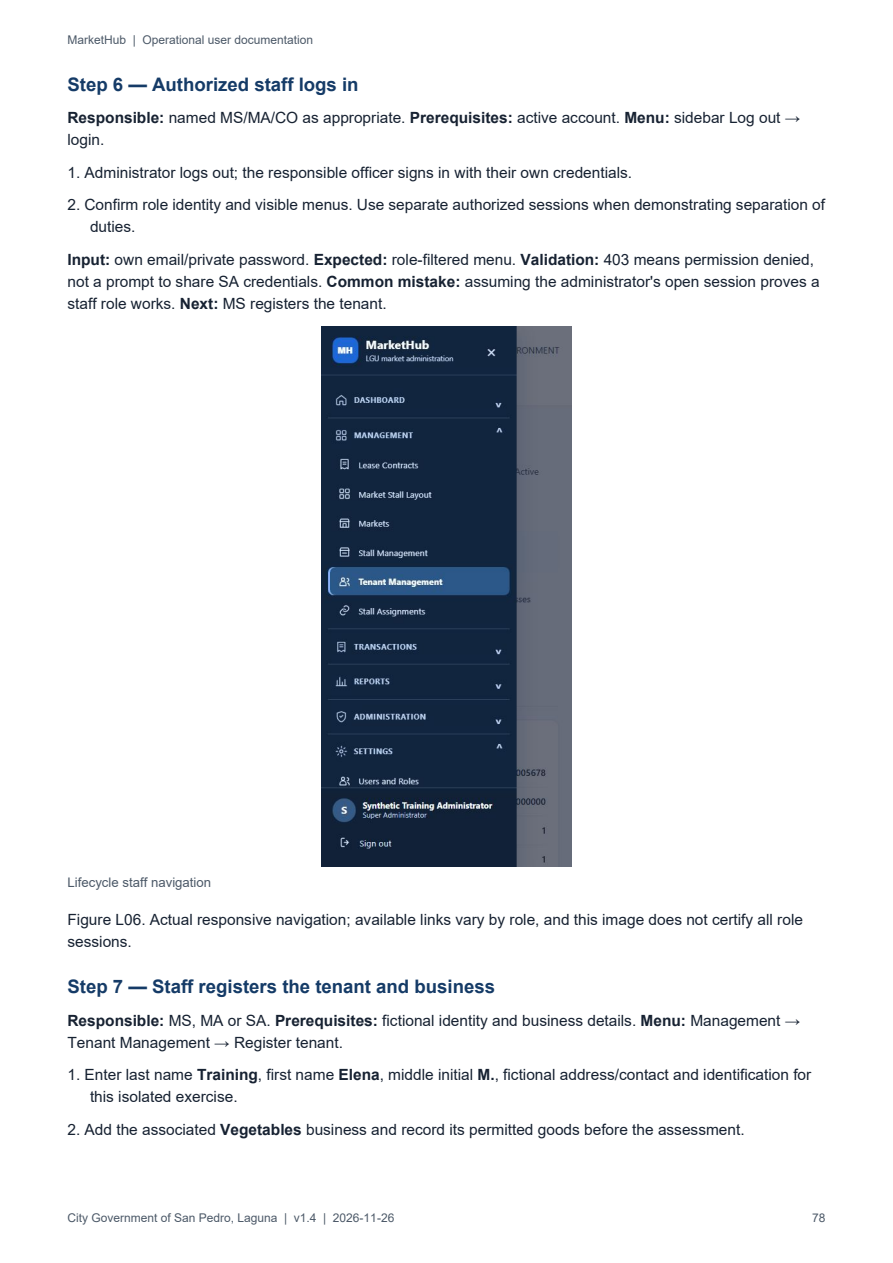 MarketHub | Operational user documentation
Step 6 — Authorized staff logs in
Responsible: named MS/MA/CO as appropriate. Prerequisites: active account. Menu: sidebar Log out →
login.
1. Administrator logs out; the responsible officer signs in with their own credentials.
2. Confirm role identity and visible menus. Use separate authorized sessions when demonstrating separation of
duties.
Input: own email/private password. Expected: role-filtered menu. Validation: 403 means permission denied,
not a prompt to share SA credentials. Common mistake: assuming the administrator's open session proves a
staff role works. Next: MS registers the tenant.
MH
MarketHub
LGU market administration
×
RONMENT
DASHBOARD
MANAGEMENT
Lease Contracts
Active
Market Stall Layout
Markets
Stall Management
Tenant Management
sses
Stall Assignments
TRANSACTIONS
REPORTS
ADMINISTRATION
SETTINGS
005678
Users and Roles
S
Synthetic Training Administrator
000000
Super Administrator
1
Sign out
1
Lifecycle staff navigation
Figure L06. Actual responsive navigation; available links vary by role, and this image does not certify all role
sessions.
Step 7 — Staff registers the tenant and business
Responsible: MS, MA or SA. Prerequisites: fictional identity and business details. Menu: Management →
Tenant Management → Register tenant.
1. Enter last name Training, first name Elena, middle initial M., fictional address/contact and identification for
this isolated exercise.
2. Add the associated Vegetables business and record its permitted goods before the assessment.
City Government of San Pedro, Laguna | v1.4 | 2026-11-26
78